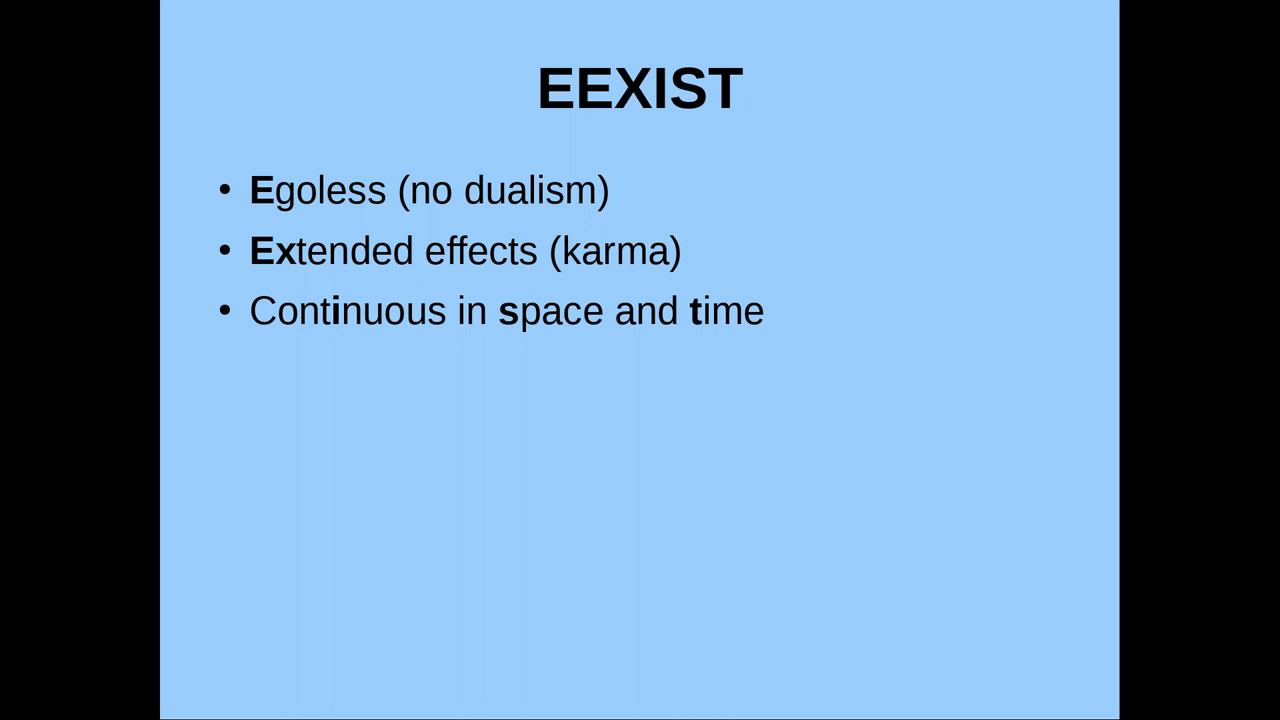 EEXIST
• Egoless (no dualism)
• Extended effects (karma)
• Continuous in space and time